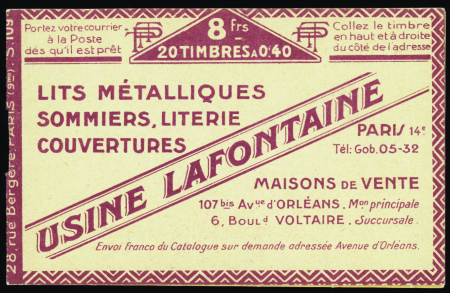 Portez votre courrier
à la Poste
dès qu'il est prêt
PTT
8 frs
20 TIMBRES A 0,40
PTT
Collez le timbre
en haut et à droite
du côté de l'adresse
LITS MÉTALLIQUES
SOMMIERS, LITERIE
COUVERTURES
USINE LAFONTAINE
PARIS 14e
Tél: Gob. 05-32
MAISONS DE VENTE
107 bis Avue d'ORLÉANS, Mon principale
6, Bould VOLTAIRE, Succursale
Envoi franco du Catalogue sur demande adressée Avenue d'Orléans.
28, rue Bergère, PARIS (9me). S. 109